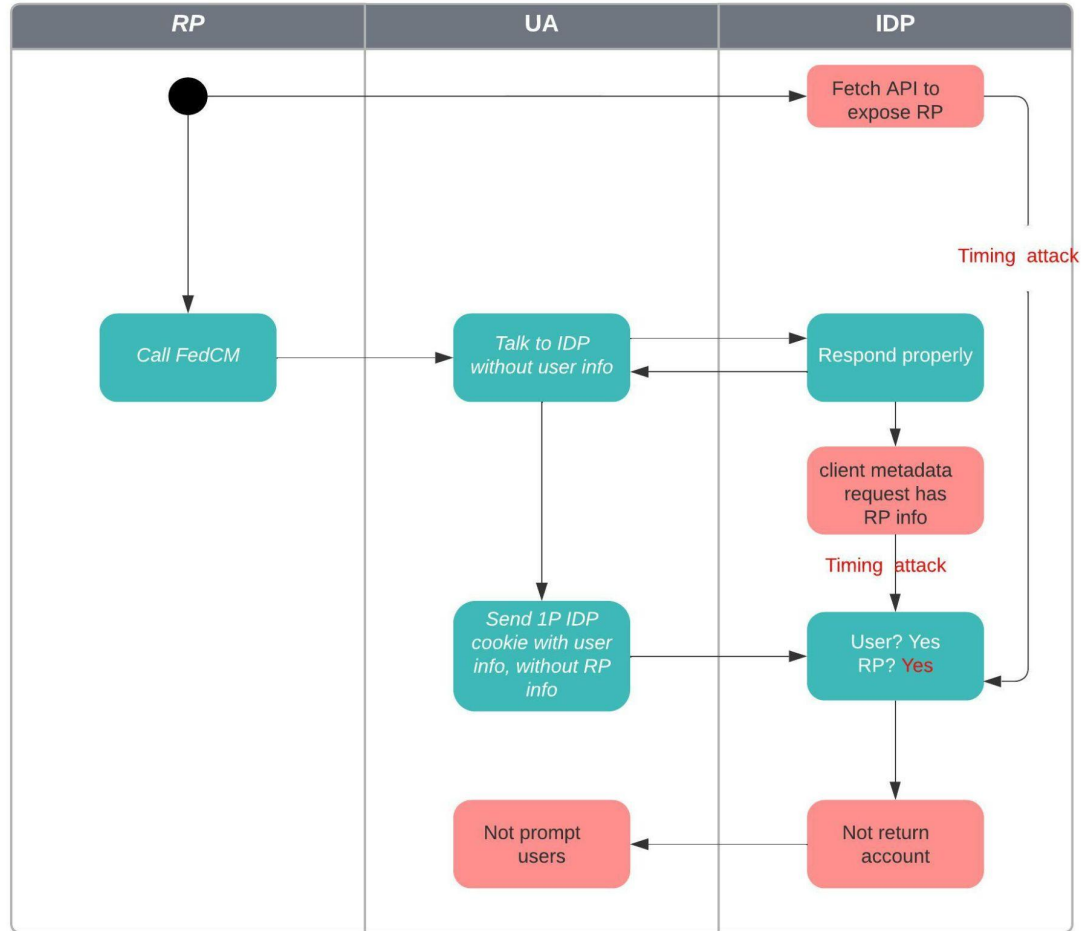 RP
UA
IDP
Fetch API to
expose RP
Timing attack
Call FedCM
Talk to IDP
without user info
Respond properly
client metadata
request has
RP info
Timing attack
Send 1P IDP
cookie with user
info, without RP
info
User? Yes
RP? Yes
Not prompt
users
Not return
account